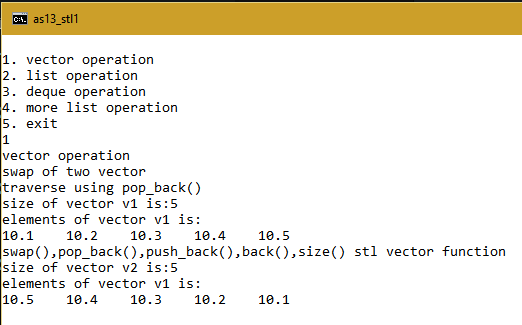 as13_stl1
1. vector operation
2. list operation
3. deque operation
4. more list operation
5. exit
1
vector operation
swap of two vector
traverse using pop_back()
size of vector v1 is:5
elements of vector v1 is:
10.1    10.2    10.3    10.4    10.5
swap(),pop_back(),push_back(),back(),size() stl vector function
size of vector v2 is:5
elements of vector v1 is:
10.5    10.4    10.3    10.2    10.1